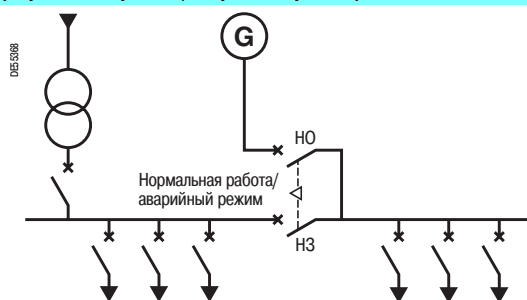 DE55368
G
НО
Нормальная работа/
аварийный режим
НЗ